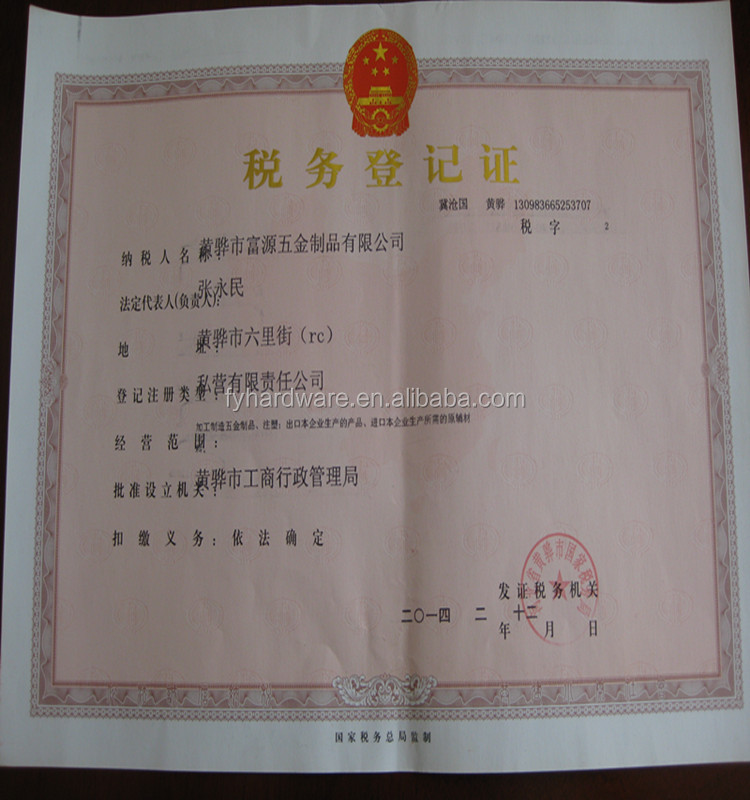 税务登记证
冀沧国 黄骅 130983665253707
税 字 2
纳税人名称：黄骅市富源五金制品有限公司
法定代表人(负责人)：张永民
地 址：黄骅市六里街（rc）
登记注册类型：私营有限责任公司
fyhardware.en.alibaba.com
经营范围：加工制造五金制品、注塑；出口本企业生产的产品、进口本企业生产所需的原辅材
批准设立机关：黄骅市工商行政管理局
扣缴义务：依法确定
发证税务机关
二〇一四 二 十二
年 月 日
国家税务总局监制